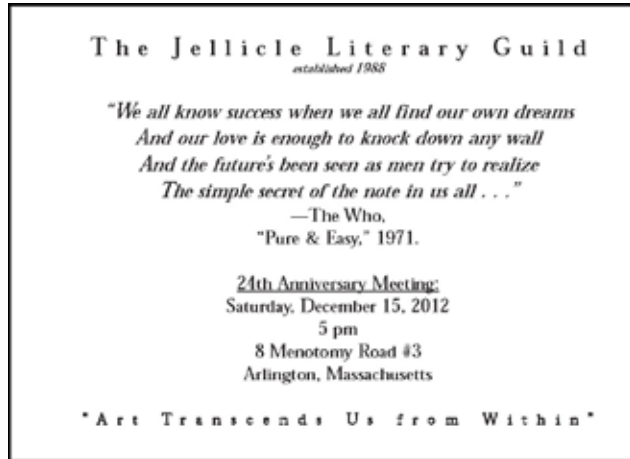 The Jellicle Literary Guild
established 1988
"We all know success when we all find our own dreams
And our love is enough to knock down any wall
And the future's been seen as men try to realize
The simple secret of the note in us all . . ."
—The Who,
"Pure & Easy," 1971.
24th Anniversary Meeting:
Saturday, December 15, 2012
5 pm
8 Menotomy Road #3
Arlington, Massachusetts
"Art Transcends Us from Within"